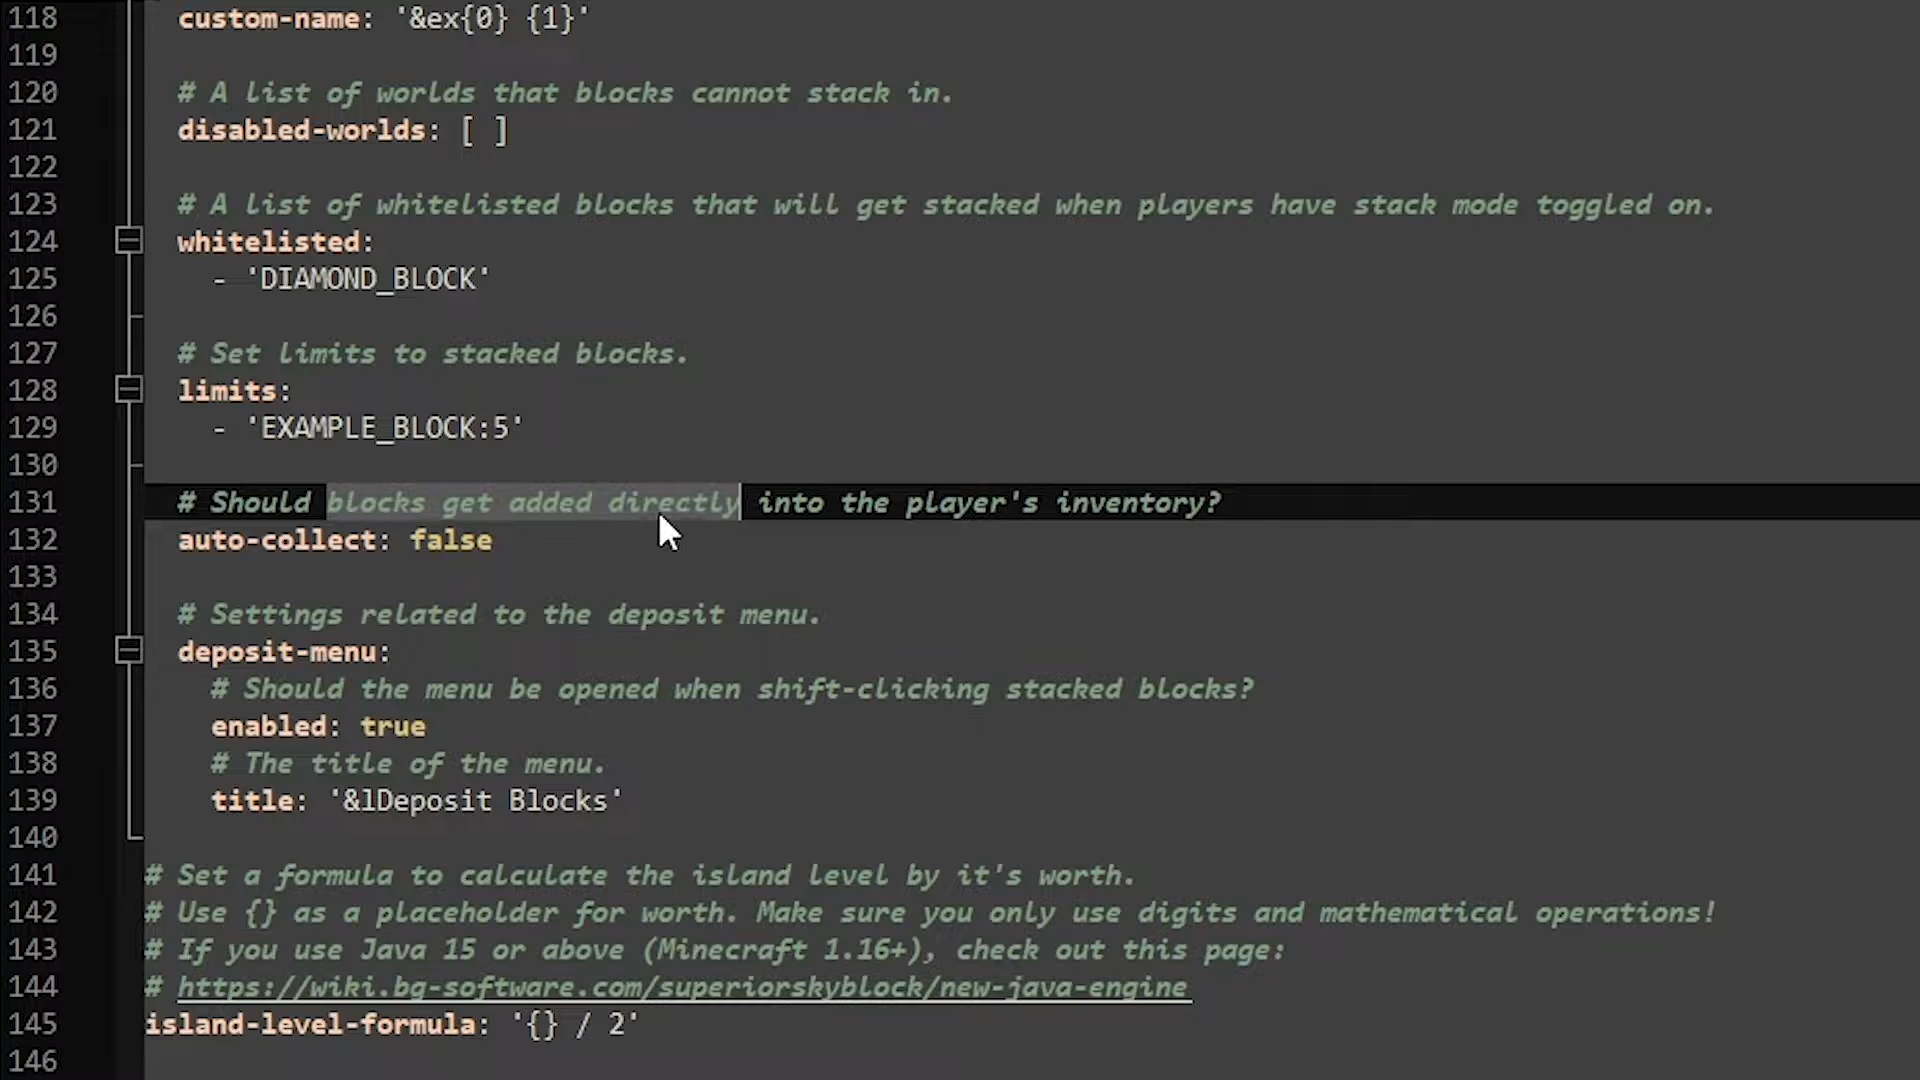 118 custom-name: '&ex{0} {1}'
119
120 # A list of worlds that blocks cannot stack in.
121 disabled-worlds: [ ]
122
123 # A list of whitelisted blocks that will get stacked when players have stack mode toggled on.
124 whitelisted:
125 - 'DIAMOND_BLOCK'
126
127 # Set limits to stacked blocks.
128 limits:
129 - 'EXAMPLE_BLOCK:5'
130
131 # Should blocks get added directly into the player's inventory?
132 auto-collect: false
133
134 # Settings related to the deposit menu.
135 deposit-menu:
136 # Should the menu be opened when shift-clicking stacked blocks?
137 enabled: true
138 # The title of the menu.
139 title: '&lDeposit Blocks'
140
141 # Set a formula to calculate the island level by it's worth.
142 # Use {} as a placeholder for worth. Make sure you only use digits and mathematical operations!
143 # If you use Java 15 or above (Minecraft 1.16+), check out this page:
144 # https://wiki.bg-software.com/superiorskyblock/new-java-engine
145 island-level-formula: '{} / 2'
146